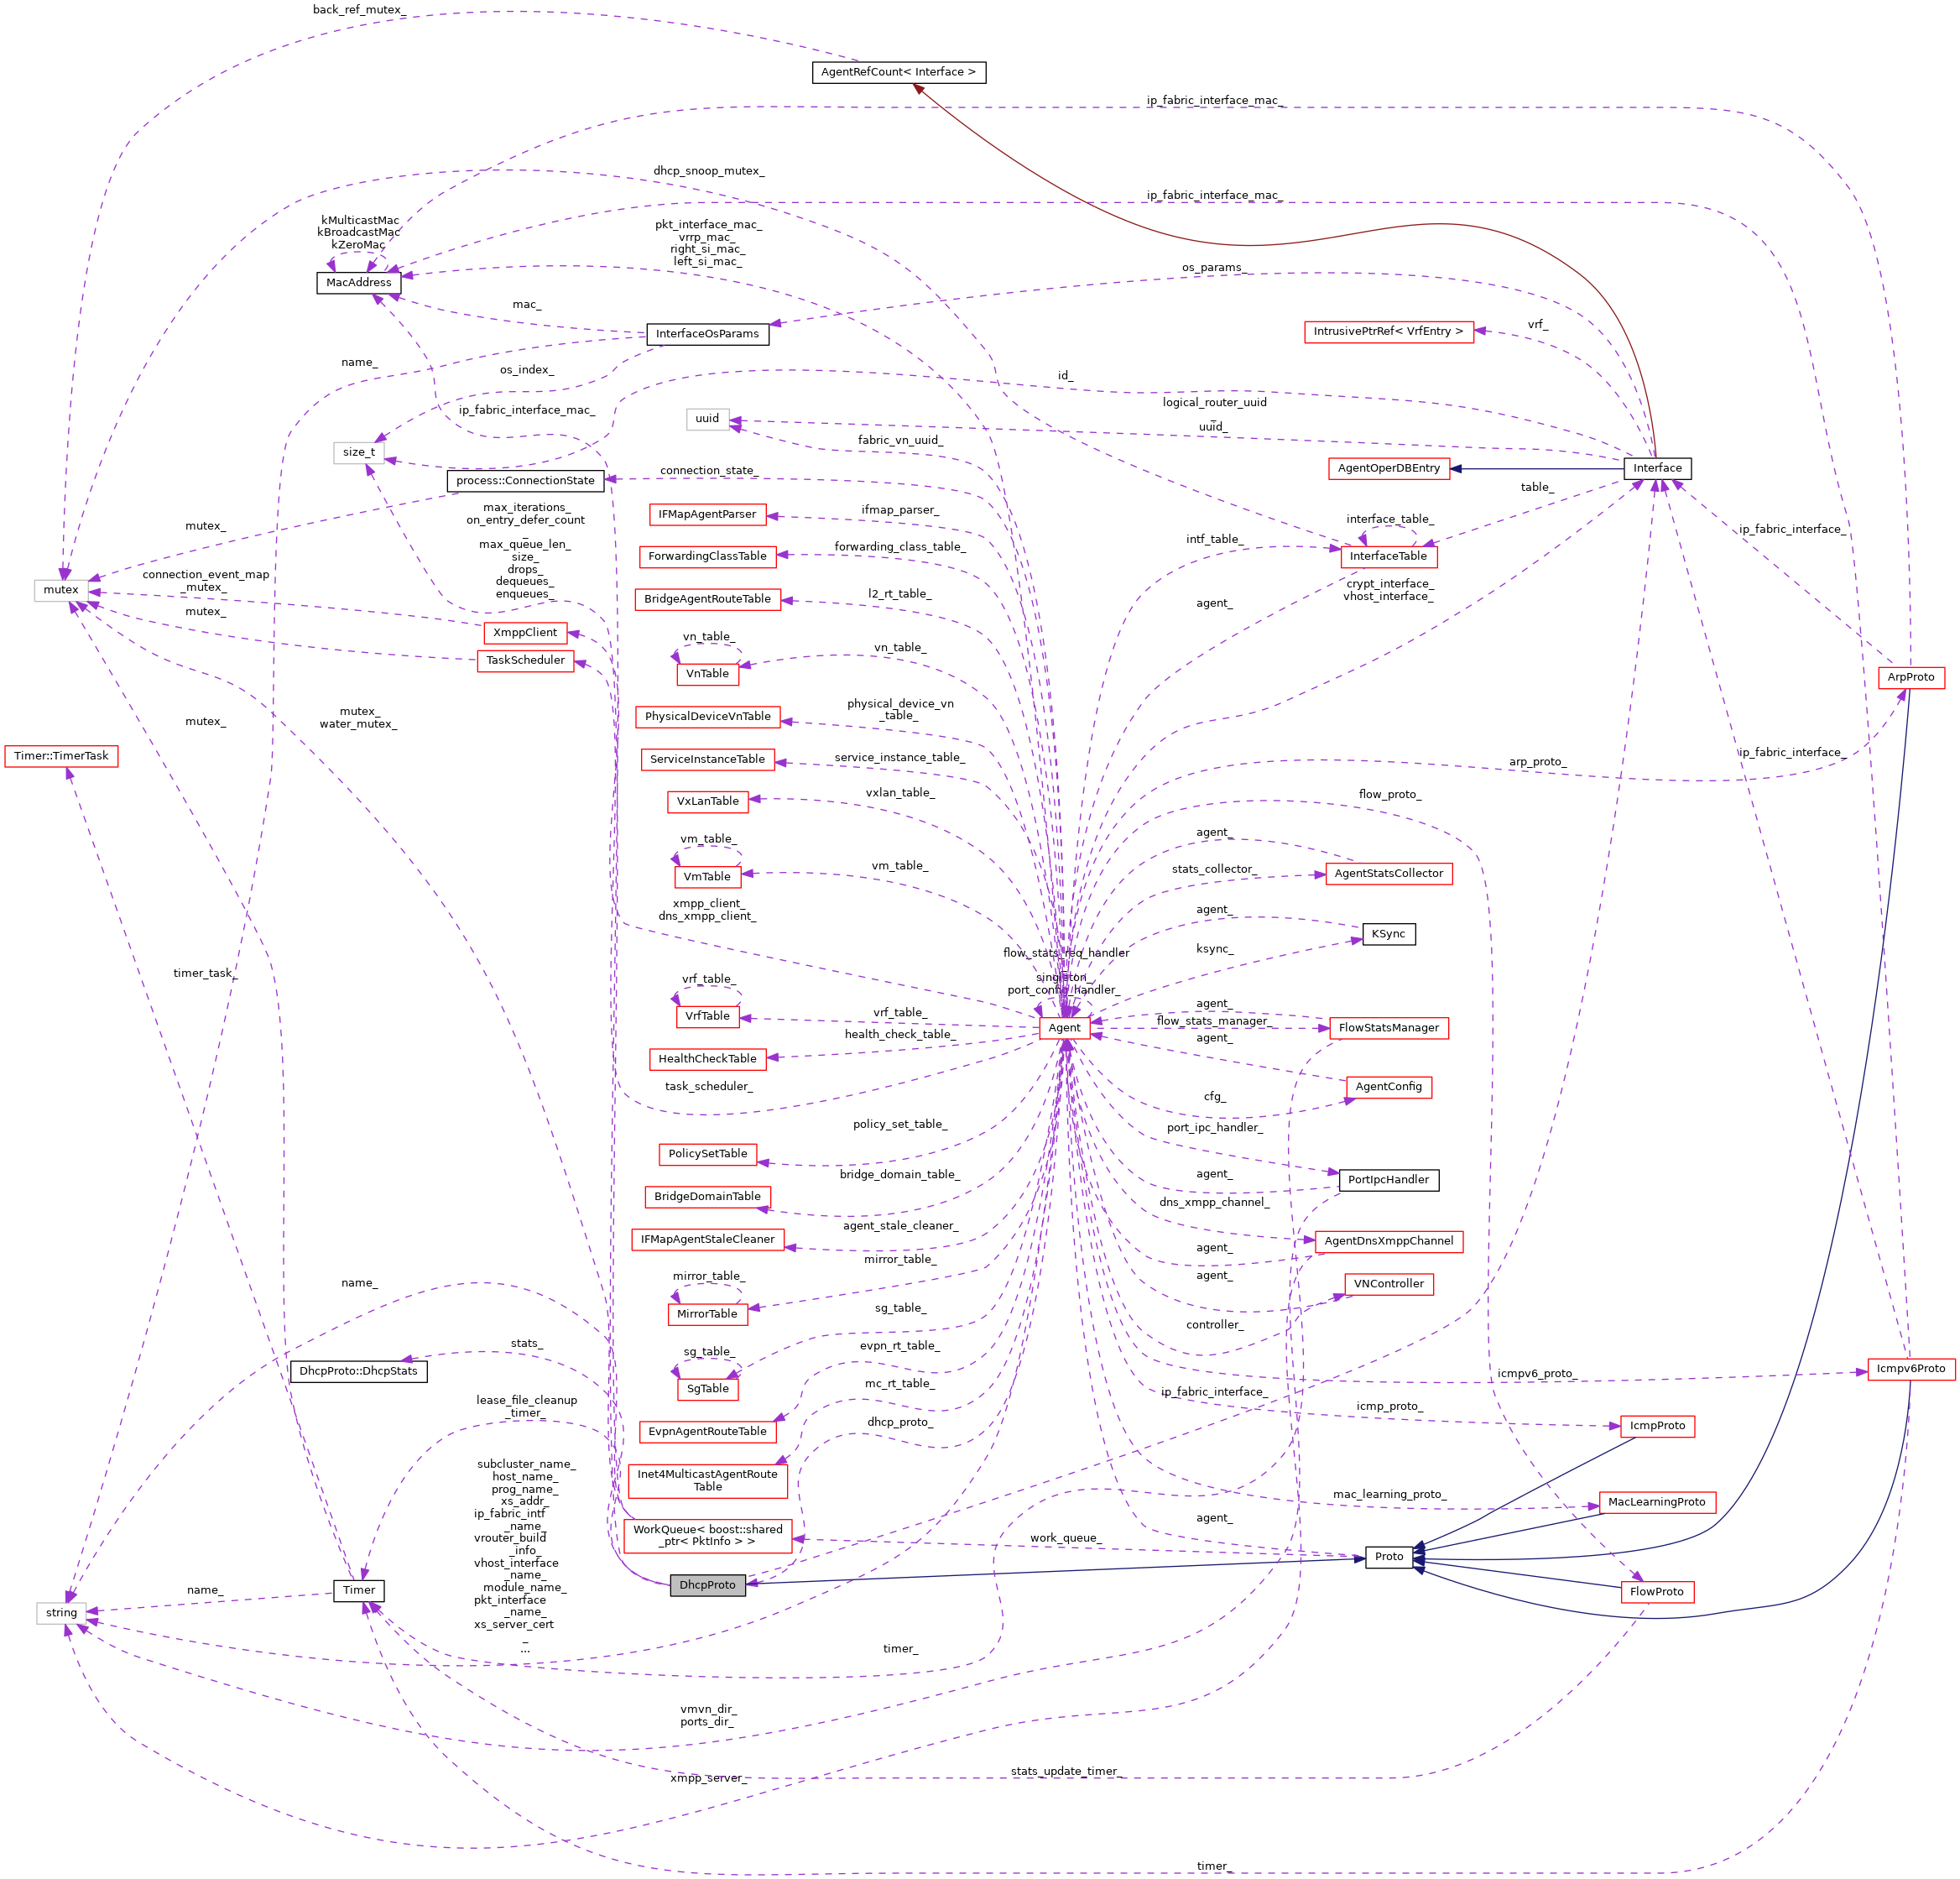 back_ref_mutex_
AgentRefCount< Interface >
ip_fabric_interface_mac_
dhcp_snoop_mutex_
ip_fabric_interface_mac_
kMulticastMac
kBroadcastMac
kZeroMac
pkt_interface_mac_
vrrp_mac_
right_si_mac_
left_si_mac_
MacAddress
os_params_
mac_
InterfaceOsParams
IntrusivePtrRef< VrfEntry >
vrf_
name_
os_index_
id_
ip_fabric_interface_mac_
uuid
logical_router_uuid
_
uuid_
fabric_vn_uuid_
size_t
connection_state_
AgentOperDBEntry
Interface
process::ConnectionState
table_
max_iterations_
on_entry_defer_count
_
max_queue_len_
size_
drops_
dequeues_
enqueues_
IFMapAgentParser
ifmap_parser_
interface_table_
mutex_
ip_fabric_interface_
intf_table_
ForwardingClassTable
forwarding_class_table_
InterfaceTable
connection_event_map
_mutex_
mutex
crypt_interface_
vhost_interface_
BridgeAgentRouteTable
l2_rt_table_
agent_
mutex_
XmppClient
TaskScheduler
vn_table_
VnTable
vn_table_
ArpProto
mutex_
water_mutex_
mutex_
PhysicalDeviceVnTable
physical_device_vn
_table_
Timer::TimerTask
ServiceInstanceTable
service_instance_table_
arp_proto_
ip_fabric_interface_
VxLanTable
vxlan_table_
flow_proto_
vm_table_
VmTable
vm_table_
agent_
stats_collector_
AgentStatsCollector
xmpp_client_
dns_xmpp_client_
agent_
KSync
ksync_
flow_stats_req_handler
_
singleton_
port_config_handler_
timer_task_
vrf_table_
VrfTable
vrf_table_
Agent
agent_
flow_stats_manager_
FlowStatsManager
HealthCheckTable
health_check_table_
agent_
task_scheduler_
AgentConfig
cfg_
policy_set_table_
port_ipc_handler_
PolicySetTable
bridge_domain_table_
agent_
PortIpcHandler
BridgeDomainTable
dns_xmpp_channel_
agent_stale_cleaner_
IFMapAgentStaleCleaner
AgentDnsXmppChannel
agent_
mirror_table_
mirror_table_
agent_
VNController
name_
MirrorTable
sg_table_
controller_
stats_
sg_table_
evpn_rt_table_
DhcpProto::DhcpStats
SgTable
mc_rt_table_
icmpv6_proto_
Icmpv6Proto
ip_fabric_interface_
lease_file_cleanup
_timer_
EvpnAgentRouteTable
dhcp_proto_
icmp_proto_
IcmpProto
subcluster_name_
host_name_
prog_name_
xs_addr_
ip_fabric_intf
_name_
vrouter_build
_info_
vhost_interface
_name_
module_name_
pkt_interface
_name_
xs_server_cert
_
...
Inet4MulticastAgentRoute
Table
mac_learning_proto_
MacLearningProto
agent_
WorkQueue< boost::shared
_ptr< PktInfo > >
work_queue_
Proto
DhcpProto
Timer
name_
FlowProto
string
timer_
vmvn_dir_
ports_dir_
xmpp_server_
stats_update_timer_
timer_